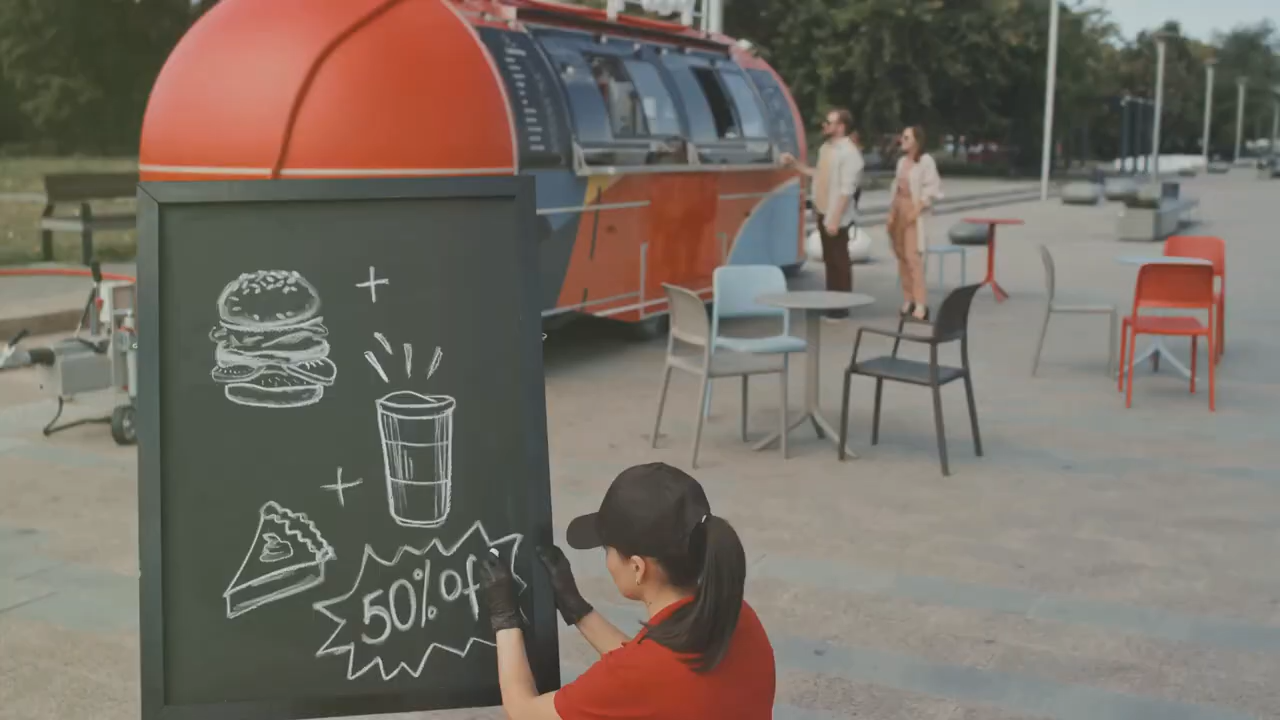 +
+
50% of